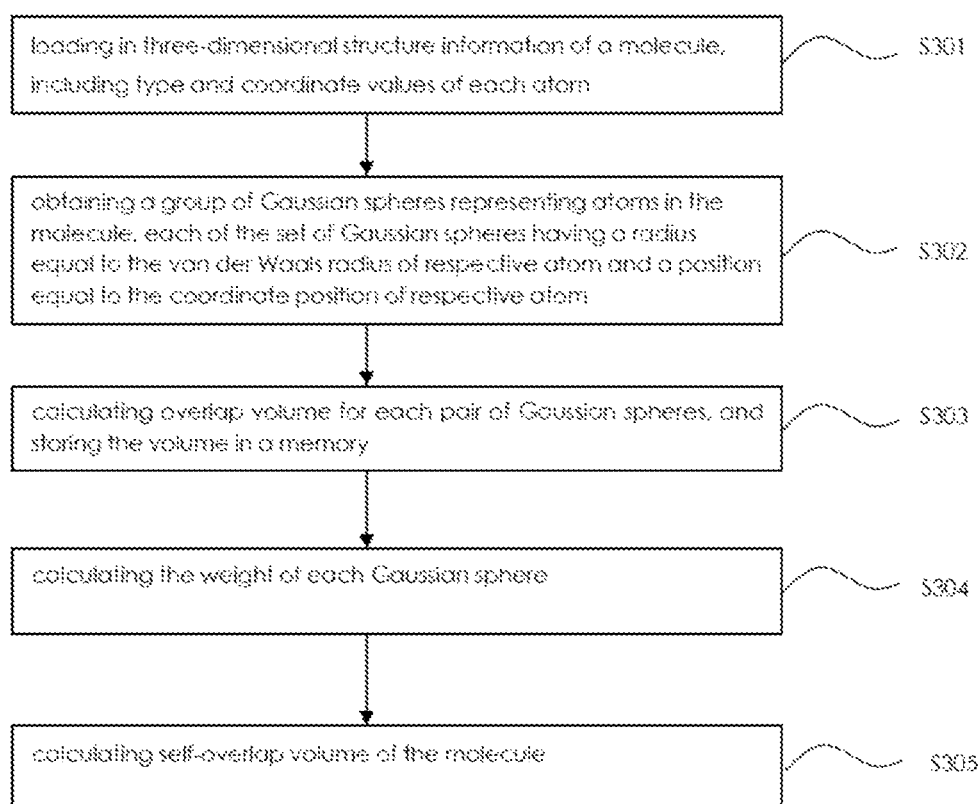 loading in three-dimensional structure information of a molecule,
including type and coordinate values of each atom
S301
obtaining a group of Gaussian spheres representing atoms in the
molecule, each of the set of Gaussian spheres having a radius
equal to the van der Waals radius of respective atom and a position
equal to the coordinate position of respective atom
S302
calculating overlap volume for each pair of Gaussian spheres, and
storing the volume in a memory
S303
calculating the weight of each Gaussian sphere
S304
calculating self-overlap volume of the molecule
S305